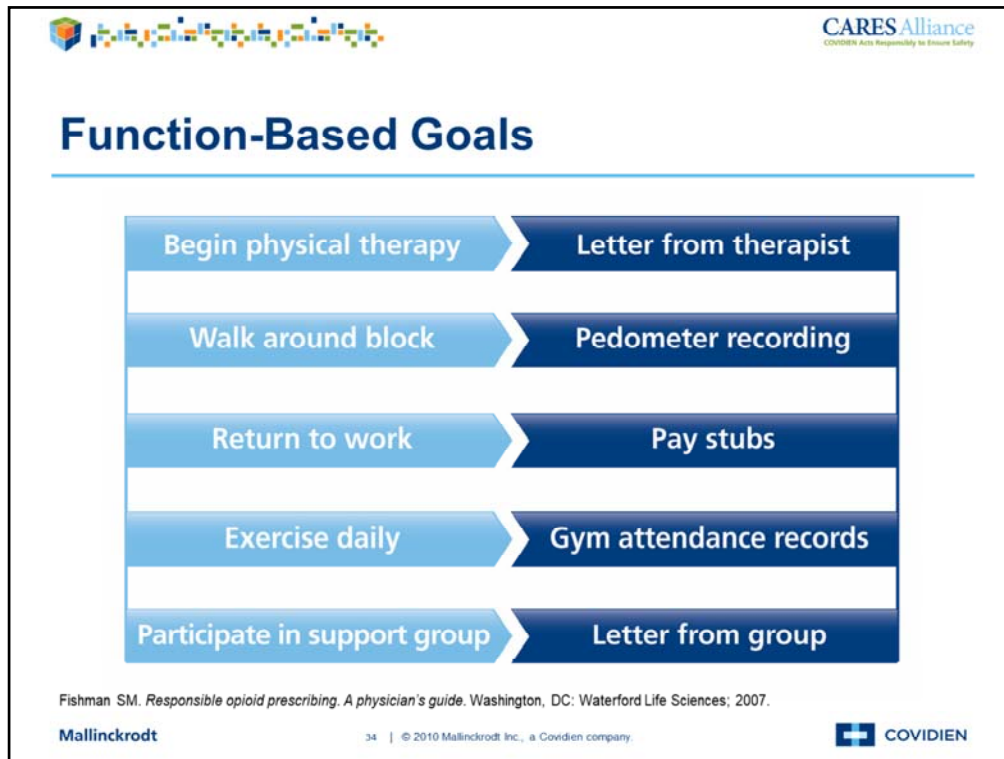 CARES Alliance
COVIDIEN Acts Responsibly to Ensure Safety
Function-Based Goals
Begin physical therapy
Letter from therapist
Walk around block
Pedometer recording
Return to work
Pay stubs
Exercise daily
Gym attendance records
Participate in support group
Letter from group
Fishman SM. Responsible opioid prescribing. A physician's guide. Washington, DC: Waterford Life Sciences; 2007.
Mallinckrodt
34 | © 2010 Mallinckrodt Inc., a Covidien company.
COVIDIEN